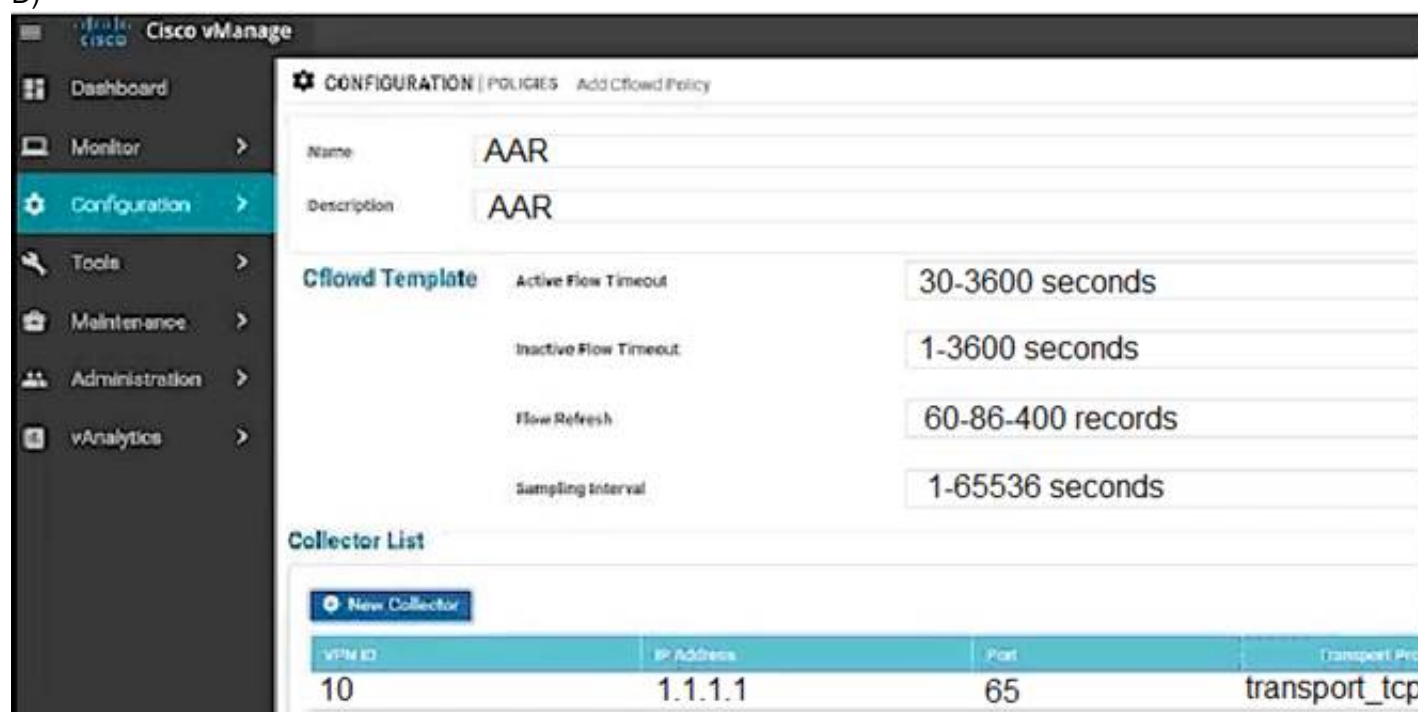 D)
CISCO Cisco vManage
Dashboard
Monitor
Configuration
Tools
Maintenance
Administration
vAnalytics
CONFIGURATION | POLICIES Add Cflowd Policy
Name AAR
Description AAR
Cflowd Template Active Flow Timeout 30-3600 seconds
Inactive Flow Timeout 1-3600 seconds
Flow Refresh 60-86-400 records
Sampling Interval 1-65536 seconds
Collector List
New Collector
VPN ID IP Address Port Transport Pro
10 1.1.1.1 65 transport_tcp